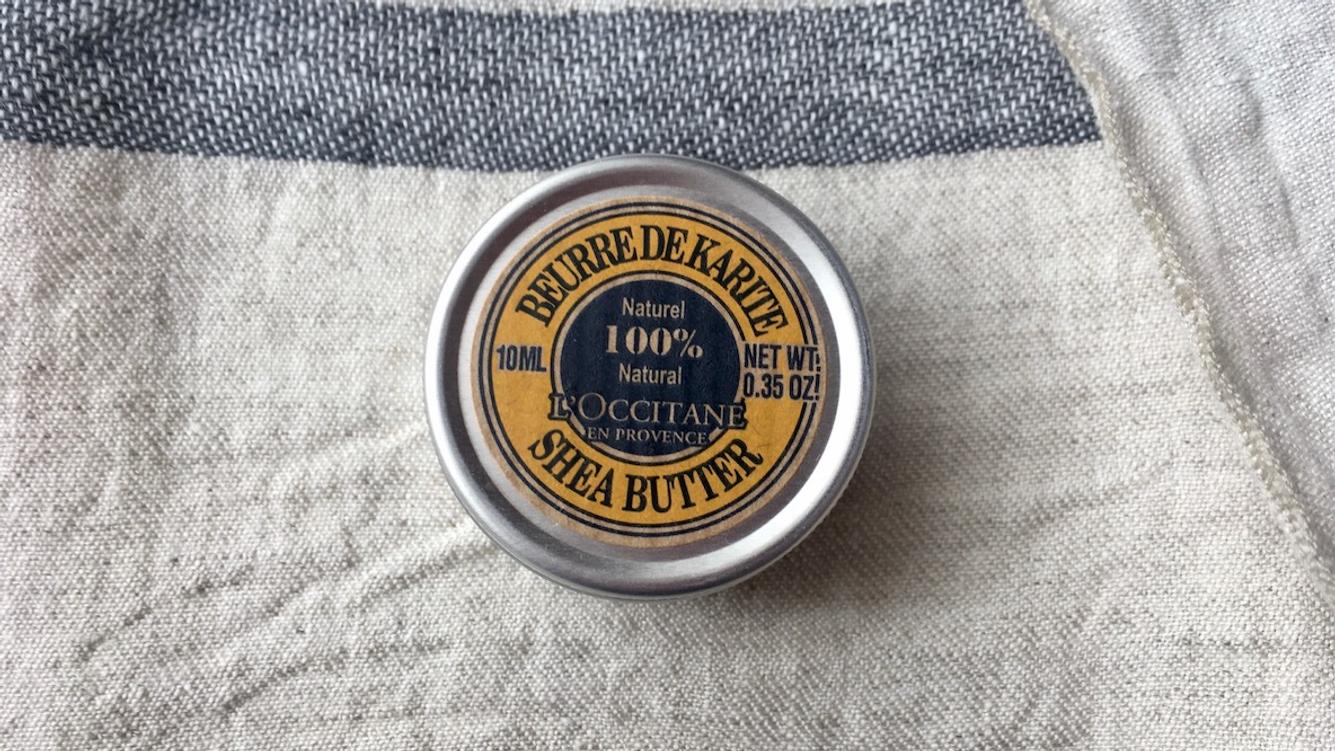 BEURRE DE KARITE
Naturel
100%
Natural
10ML
NET WT.
0.35 OZ.
L'OCCITANE
EN PROVENCE
SHEA BUTTER